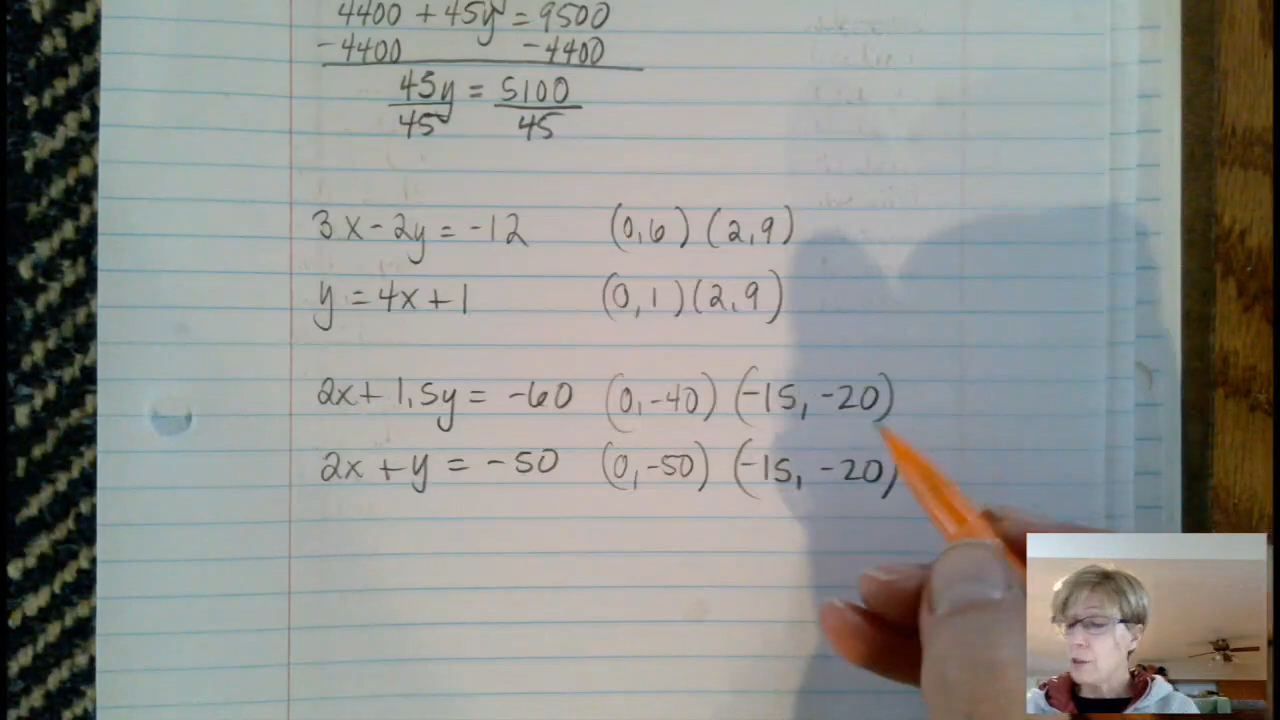 4400 + 45y = 9500
-4400 -4400
45y = 5100
45 45
3x - 2y = -12 (0,6) (2,9)
y = 4x + 1 (0,1) (2,9)
2x + 1.5y = -60 (0,-40) (-15, -20)
2x + y = -50 (0,-50) (-15, -20)